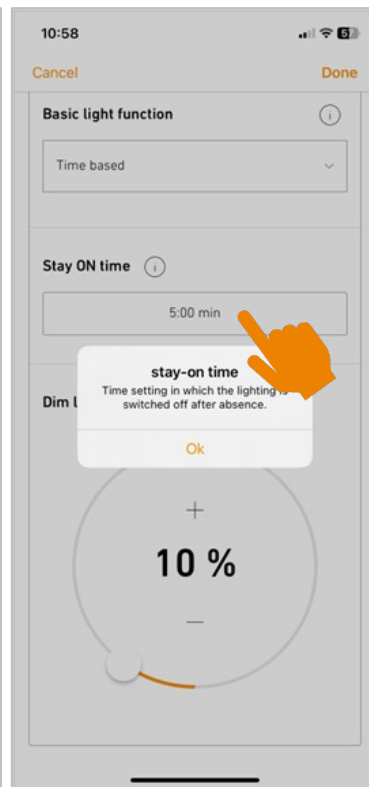 10:58
Cancel
Done
Basic light function
i
Time based
Stay ON time
i
5:00 min
stay-on time
Time setting in which the lighting is
switched off after absence.
Dim
Ok
+
10 %
—